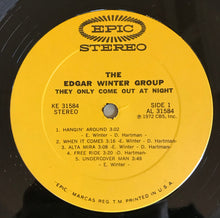 EPIC
STEREO
THE
EDGAR WINTER GROUP
THEY ONLY COME OUT AT NIGHT
KE 31584
STEREO
SIDE 1
AL 31584
℗ 1972 CBS, Inc.
1. HANGIN' AROUND 3:02
E. Winter - D. Hartman-
2. WHEN IT COMES 3:16 -E. Winter - D. Hartman-
3. ALTA MIRA 3:08 -E. Winter - D. Hartman-
4. FREE RIDE 3:20 -D. Hartman-
5. UNDERCOVER MAN 3:48
-E. Winter-
"EPIC, MARCAS REG. T.M. PRINTED IN U.S.A."